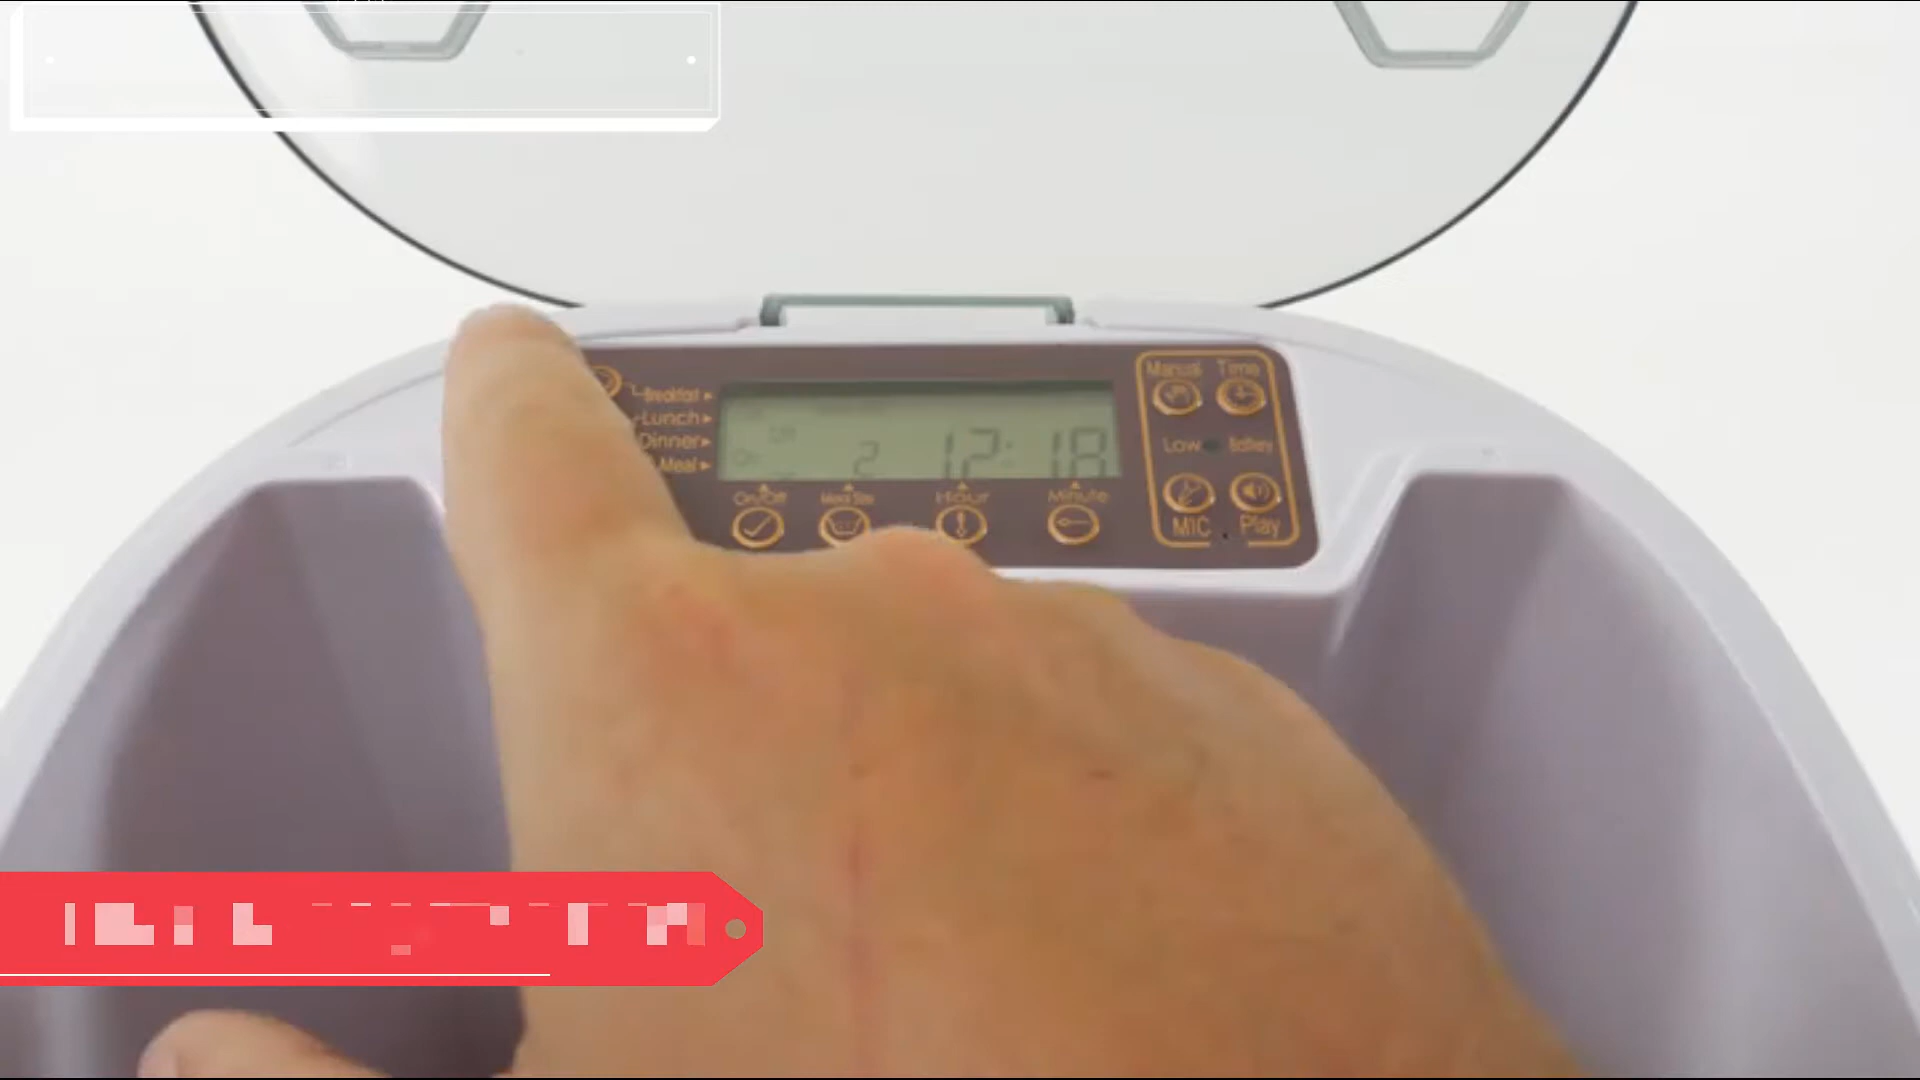 Breakfast
Lunch
Dinner
Meal
2 12:18
On/Off Meal Size Hour Minute
Manual Time
Low Battery
MIC Play